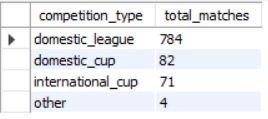 competition_type total_matches
domestic_league 784
domestic_cup 82
international_cup 71
other 4